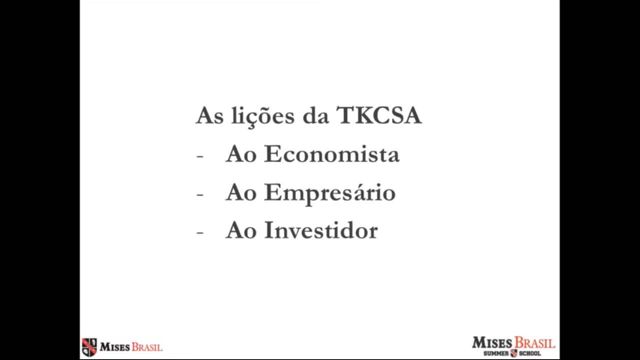 As lições da TKCSA
- Ao Economista
- Ao Empresário
- Ao Investidor
MISES BRASIL
MISES BRASIL
SUMMER SCHOOL